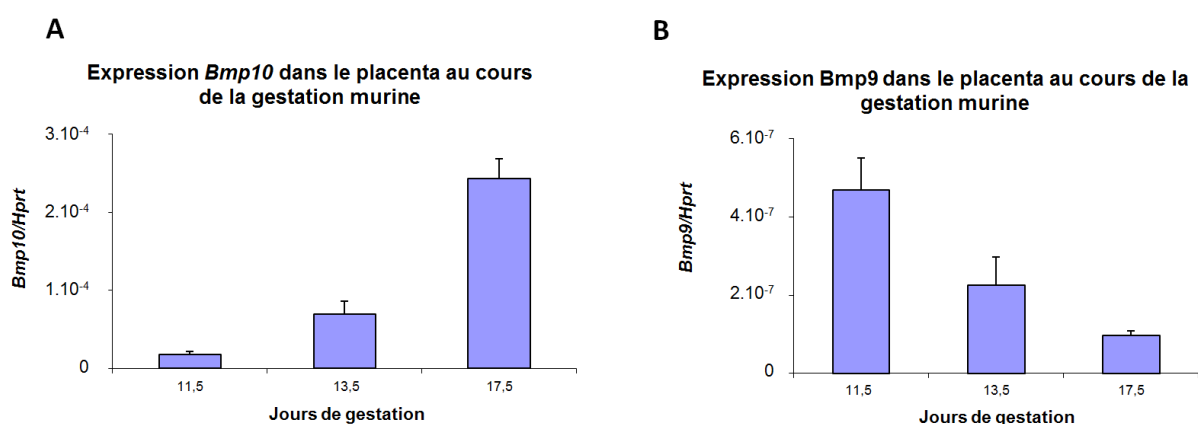 A
Expression Bmp10 dans le placenta au cours
de la gestation murine
3.10-4
2.10-4
1.10-4
0
Bmp10/Hprt
11,5
13,5
17,5
Jours de gestation
B
Expression Bmp9 dans le placenta au cours de la
gestation murine
6.10-7
4.10-7
2.10-7
0
Bmp9/Hprt
11,5
13,5
17,5
Jours de gestation